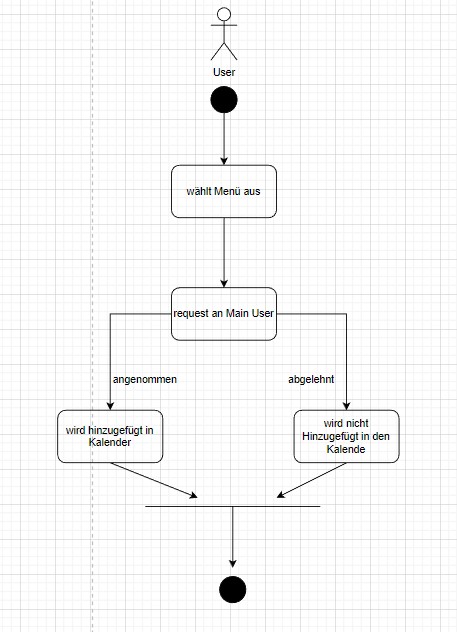 User
wählt Menü aus
request an Main User
angenommen
abgelehnt
wird hinzugefügt in
Kalender
wird nicht
Hinzugefügt in den
Kalende